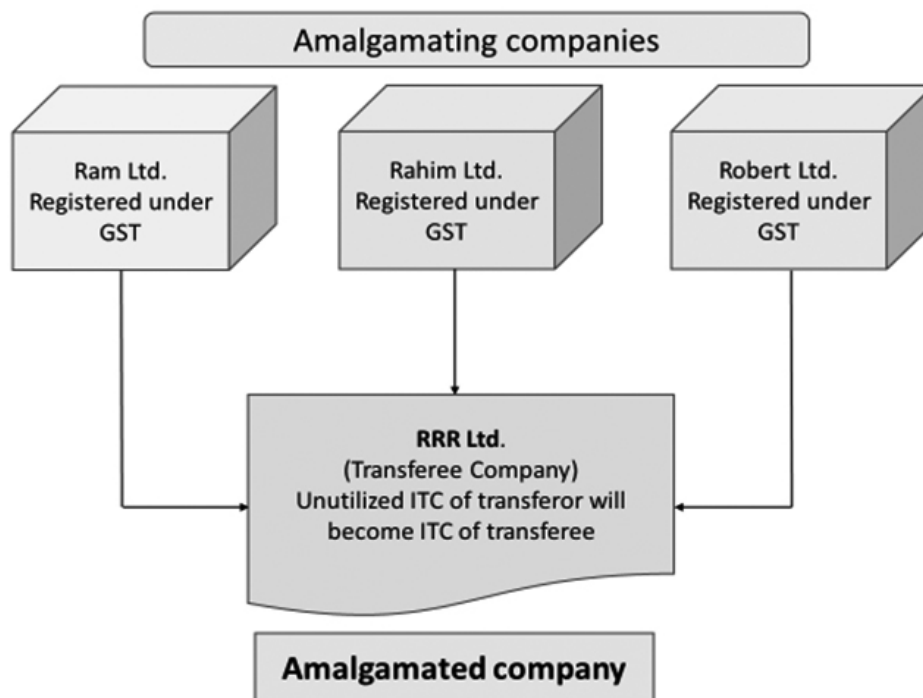 Amalgamating companies
Ram Ltd.
Registered under
GST
Rahim Ltd.
Registered under
GST
Robert Ltd.
Registered under
GST
RRR Ltd.
(Transferee Company)
Unutilized ITC of transferor will
become ITC of transferee
Amalgamated company